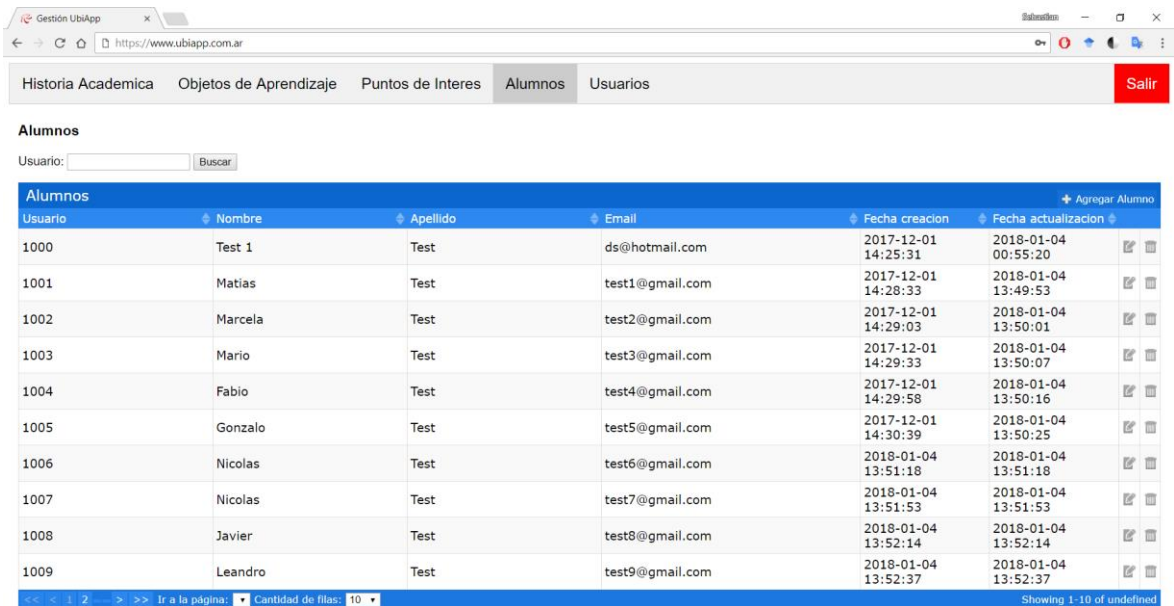 Gestión UbiApp
Sebastian
https://www.ubiapp.com.ar
Historia Academica Objetos de Aprendizaje Puntos de Interes Alumnos Usuarios Salir
Alumnos
Usuario: Buscar
Alumnos + Agregar Alumno
Usuario Nombre Apellido Email Fecha creacion Fecha actualizacion
1000 Test 1 Test ds@hotmail.com 2017-12-01 14:25:31 2018-01-04 00:55:20
1001 Matias Test test1@gmail.com 2017-12-01 14:28:33 2018-01-04 13:49:53
1002 Marcela Test test2@gmail.com 2017-12-01 14:29:03 2018-01-04 13:50:01
1003 Mario Test test3@gmail.com 2017-12-01 14:29:33 2018-01-04 13:50:07
1004 Fabio Test test4@gmail.com 2017-12-01 14:29:58 2018-01-04 13:50:16
1005 Gonzalo Test test5@gmail.com 2017-12-01 14:30:39 2018-01-04 13:50:25
1006 Nicolas Test test6@gmail.com 2018-01-04 13:51:18 2018-01-04 13:51:18
1007 Nicolas Test test7@gmail.com 2018-01-04 13:51:53 2018-01-04 13:51:53
1008 Javier Test test8@gmail.com 2018-01-04 13:52:14 2018-01-04 13:52:14
1009 Leandro Test test9@gmail.com 2018-01-04 13:52:37 2018-01-04 13:52:37
<< < 1 2 -- > >> Ir a la página: Cantidad de filas: 10 Showing 1-10 of undefined